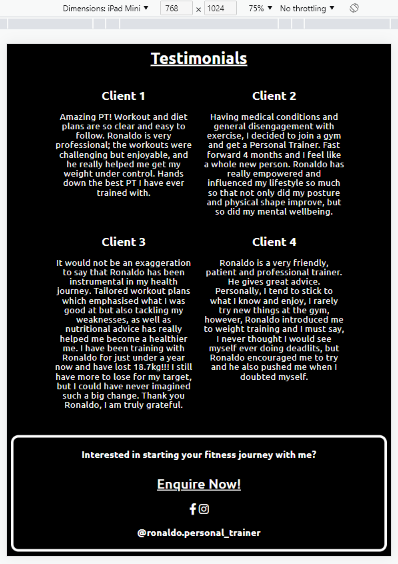 Dimensions: iPad Mini 768 x 1024 75% No throttling
Testimonials
Client 1
Amazing PT! Workout and diet
plans are so clear and easy to
follow. Ronaldo is very
professional; the workouts were
challenging but enjoyable, and
he really helped me get my
weight under control. Hands
down the best PT I have ever
trained with.
Client 2
Having medical conditions and
general disengagement with
exercise, I decided to join a gym
and get a Personal Trainer. Fast
forward 4 months and I feel like
a whole new person. Ronaldo has
really empowered and
influenced my lifestyle so much
so that not only did my posture
and physical shape improve, but
so did my mental wellbeing.
Client 3
It would not be an exaggeration
to say that Ronaldo has been
instrumental in my health
journey. Tailored workout plans
which emphasised what I was
good at but also tackling my
weaknesses, as well as
nutritional advice has really
helped me become a healthier
me. I have been training with
Ronaldo for just under a year
now and have lost 18.7kg!!! I still
have more to lose for my target,
but I could have never imagined
such a big change. Thank you
Ronaldo, I am truly grateful.
Client 4
Ronaldo is a very friendly,
patient and professional trainer.
He gives great advice.
Personally, I tend to stick to
what I know and enjoy, I rarely
try new things at the gym,
however, Ronaldo introduced me
to weight training and I must say,
I never thought I would see
myself ever doing deadlits, but
Ronaldo encouraged me to try
and he also pushed me when I
doubted myself.
Interested in starting your fitness journey with me?
Enquire Now!
@ronaldo.personal_trainer